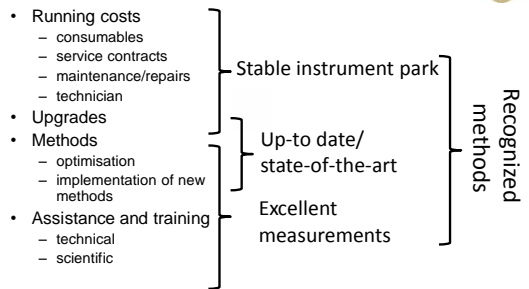 • Running costs
– consumables
– service contracts
– maintenance/repairs
– technician
• Upgrades
• Methods
– optimisation
– implementation of new
methods
• Assistance and training
– technical
– scientific
Stable instrument park
Up-to date/
state-of-the-art
Excellent
measurements
Recognized
methods